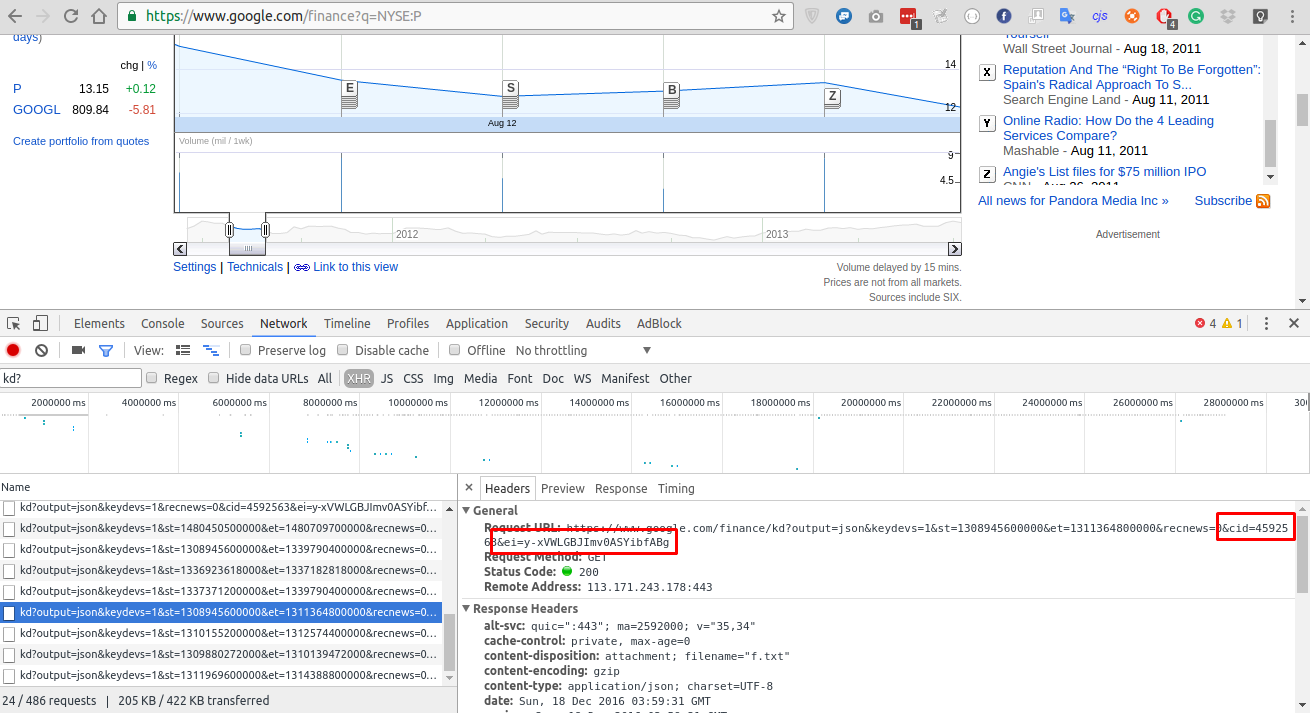 https://www.google.com/finance?q=NYSE:P
1
cjs
4
days)
chg | %
P 13.15 +0.12
GOOGL 809.84 -5.81
Create portfolio from quotes
E
S
B
Z
14
12
Aug 12
Volume (mil / 1wk)
9
4.5
2012
2013
Settings | Technicals | Link to this view
Volume delayed by 15 mins.
Prices are not from all markets.
Sources include SIX.
Yourself
Wall Street Journal - Aug 18, 2011
X Reputation And The “Right To Be Forgotten”:
Spain's Radical Approach To S...
Search Engine Land - Aug 11, 2011
Y Online Radio: How Do the 4 Leading
Services Compare?
Mashable - Aug 11, 2011
Z Angie's List files for $75 million IPO
CNN - Aug 26, 2011
All news for Pandora Media Inc » Subscribe
Advertisement
Elements Console Sources Network Timeline Profiles Application Security Audits AdBlock 4 1
View: Preserve log Disable cache Offline No throttling
kd? Regex Hide data URLs All XHR JS CSS Img Media Font Doc WS Manifest Other
2000000 ms 4000000 ms 6000000 ms 8000000 ms 10000000 ms 12000000 ms 14000000 ms 16000000 ms 18000000 ms 20000000 ms 22000000 ms 24000000 ms 26000000 ms 28000000 ms 300
Name
kd?output=json&keydevs=1&recnews=0&cid=4592563&ei=y-xVWLGBJImv0ASYibf...
kd?output=json&keydevs=1&st=1480450500000&et=1480709700000&recnews=0...
kd?output=json&keydevs=1&st=1308945600000&et=1339790400000&recnews=0...
kd?output=json&keydevs=1&st=1336923618000&et=1337182818000&recnews=0...
kd?output=json&keydevs=1&st=1337371200000&et=1339790400000&recnews=0...
kd?output=json&keydevs=1&st=1308945600000&et=1311364800000&recnews=0...
kd?output=json&keydevs=1&st=1310155200000&et=1312574400000&recnews=0...
kd?output=json&keydevs=1&st=1309880272000&et=1310139472000&recnews=0...
kd?output=json&keydevs=1&st=1311969600000&et=1314388800000&recnews=0...
24 / 486 requests | 205 KB / 422 KB transferred
Headers Preview Response Timing
General
Request URL: https://www.google.com/finance/kd?output=json&keydevs=1&st=1308945600000&et=1311364800000&recnews=0&cid=45925
63&ei=y-xVWLGBJImv0ASYibfABg
Request Method: GET
Status Code: 200
Remote Address: 113.171.243.178:443
Response Headers
alt-svc: quic=":443"; ma=2592000; v="35,34"
cache-control: private, max-age=0
content-disposition: attachment; filename="f.txt"
content-encoding: gzip
content-type: application/json; charset=UTF-8
date: Sun, 18 Dec 2016 03:59:31 GMT